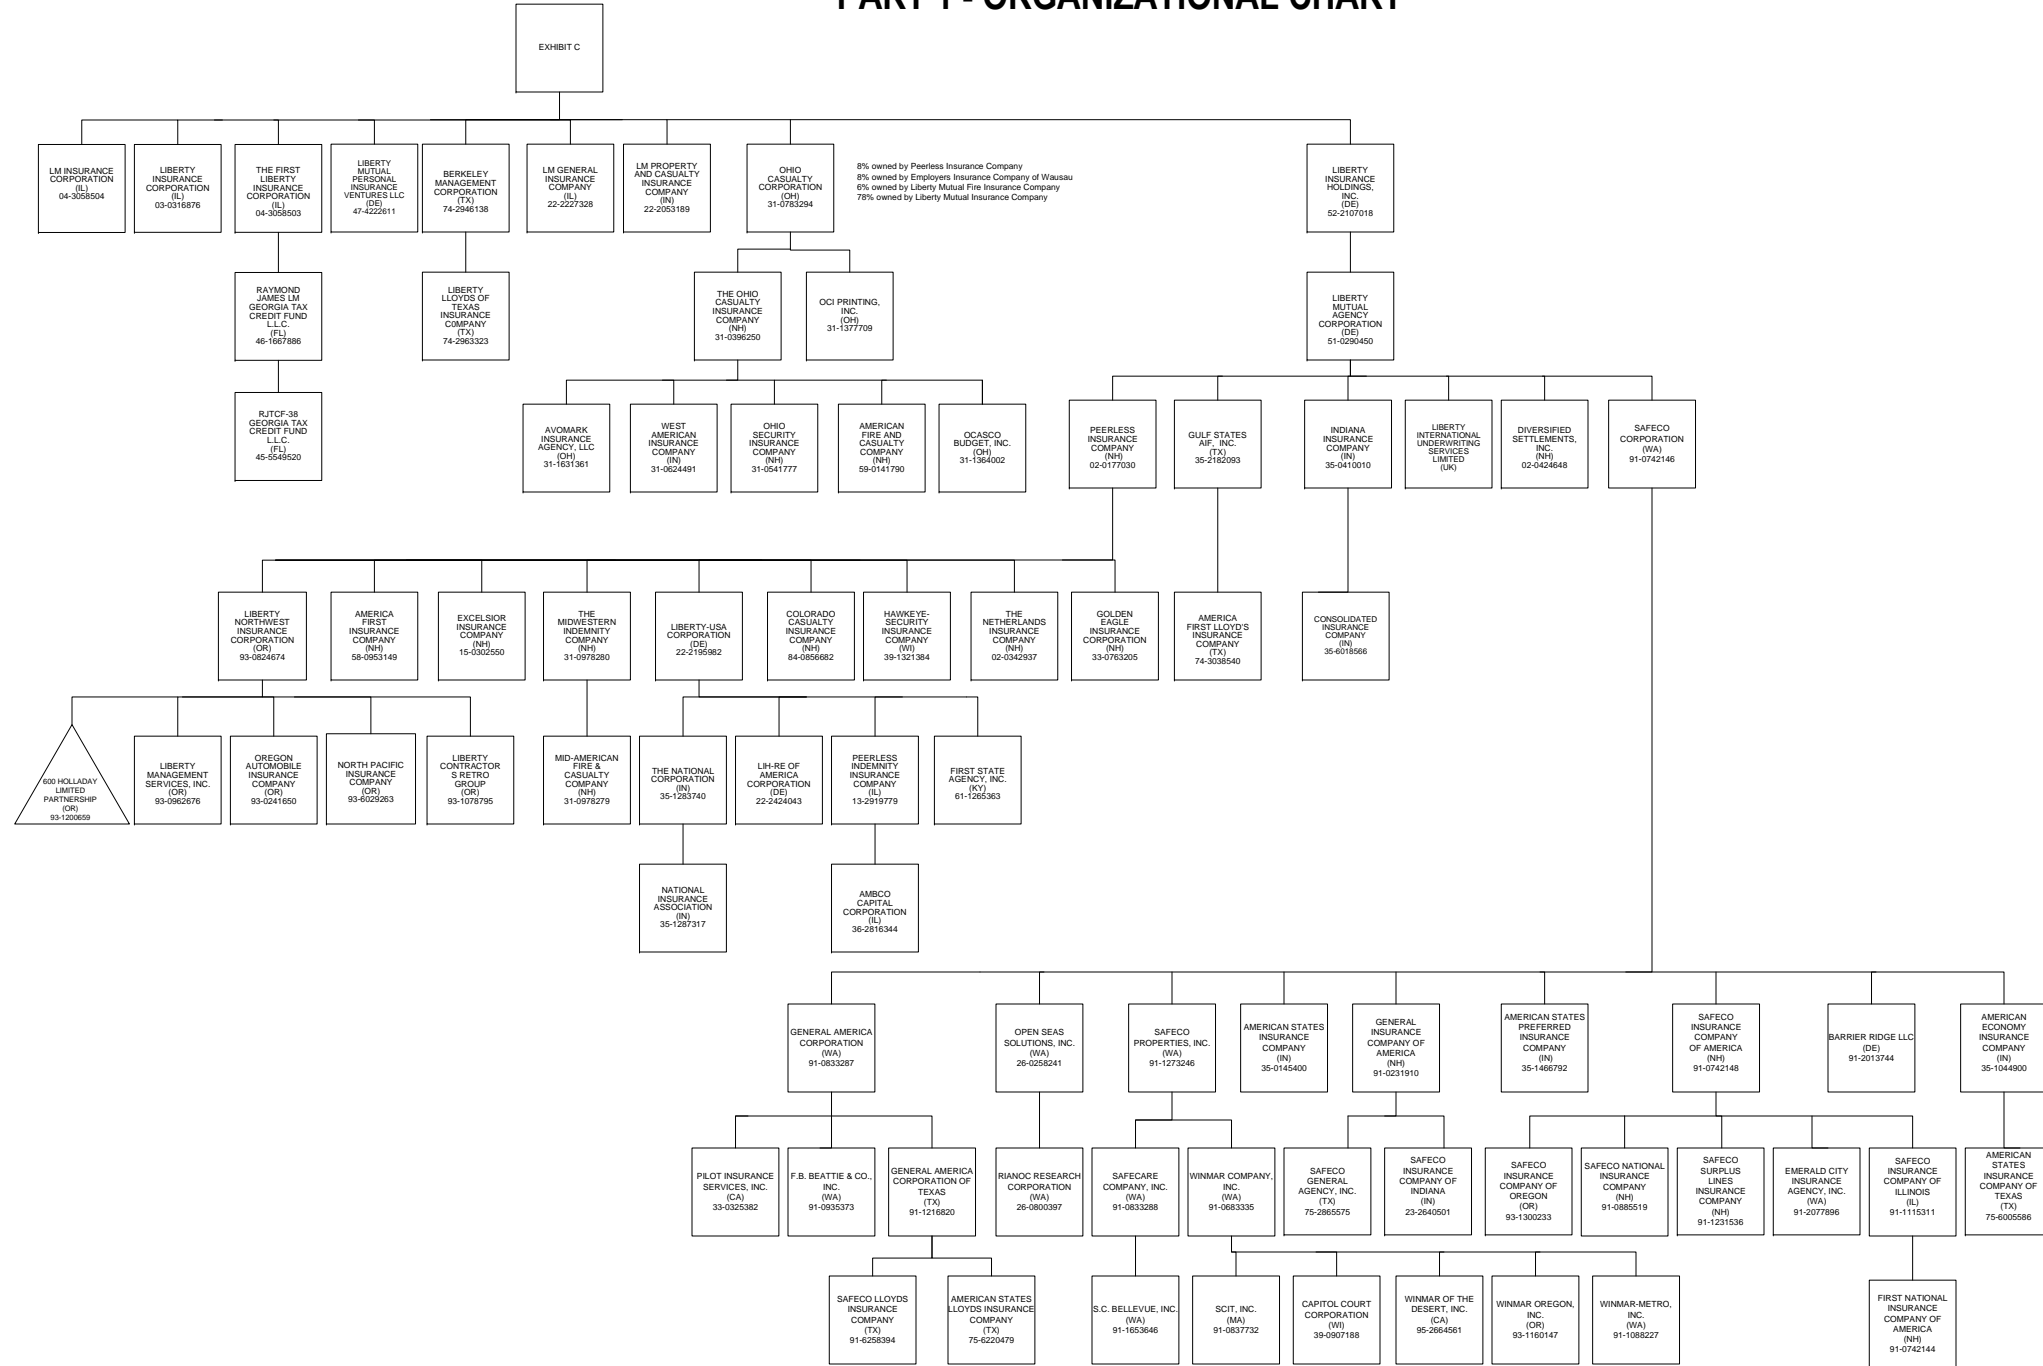 PART 1 - ORGANIZATIONAL CHART
EXHIBIT C
LM INSURANCE
CORPORATION
(IL)
04-3058504
LIBERTY
INSURANCE
CORPORATION
(IL)
03-0316876
THE FIRST
LIBERTY
INSURANCE
CORPORATION
(IL)
04-3058503
LIBERTY
MUTUAL
PERSONAL
INSURANCE
VENTURES LLC
(DE)
47-4222611
BERKELEY
MANAGEMENT
CORPORATION
(TX)
74-2946138
LM GENERAL
INSURANCE
COMPANY
(IL)
22-2227328
LM PROPERTY
AND CASUALTY
INSURANCE
COMPANY
(IN)
22-2053189
OHIO
CASUALTY
CORPORATION
(OH)
31-0783294
8% owned by Peerless Insurance Company
8% owned by Employers Insurance Company of Wausau
6% owned by Liberty Mutual Fire Insurance Company
78% owned by Liberty Mutual Insurance Company
LIBERTY
INSURANCE
HOLDINGS,
INC.
(DE)
52-2107018
RAYMOND
JAMES LM
GEORGIA TAX
CREDIT FUND
L.L.C.
(FL)
46-1667886
LIBERTY
LLOYDS OF
TEXAS
INSURANCE
C0MPANY
(TX)
74-2963323
THE OHIO
CASUALTY
INSURANCE
COMPANY
(NH)
31-0396250
OCI PRINTING,
INC.
(OH)
31-1377709
LIBERTY
MUTUAL
AGENCY
CORPORATION
(DE)
51-0290450
RJTCF-38
GEORGIA TAX
CREDIT FUND
L.L.C.
(FL)
45-5549520
AVOMARK
INSURANCE
AGENCY, LLC
(OH)
31-1631361
WEST
AMERICAN
INSURANCE
COMPANY
(IN)
31-0624491
OHIO
SECURITY
INSURANCE
COMPANY
(NH)
31-0541777
AMERICAN
FIRE AND
CASUALTY
COMPANY
(NH)
59-0141790
OCASCO
BUDGET, INC.
(OH)
31-1364002
PEERLESS
INSURANCE
COMPANY
(NH)
02-0177030
GULF STATES
AIF, INC.
(TX)
35-2182093
INDIANA
INSURANCE
COMPANY
(IN)
35-0410010
LIBERTY
INTERNATIONAL
UNDERWRITING
SERVICES
LIMITED
(UK)
DIVERSIFIED
SETTLEMENTS,
INC.
(NH)
02-0424648
SAFECO
CORPORATION
(WA)
91-0742146
LIBERTY
NORTHWEST
INSURANCE
CORPORATION
(OR)
93-0824674
AMERICA
FIRST
INSURANCE
COMPANY
(NH)
58-0953149
EXCELSIOR
INSURANCE
COMPANY
(NH)
15-0302550
THE
MIDWESTERN
INDEMNITY
COMPANY
(NH)
31-0978280
LIBERTY-USA
CORPORATION
(DE)
22-2195982
COLORADO
CASUALTY
INSURANCE
COMPANY
(NH)
84-0856682
HAWKEYE-
SECURITY
INSURANCE
COMPANY
(WI)
39-1321384
THE
NETHERLANDS
INSURANCE
COMPANY
(NH)
02-0342937
GOLDEN
EAGLE
INSURANCE
CORPORATION
(NH)
33-0763205
AMERICA
FIRST LLOYD'S
INSURANCE
COMPANY
(TX)
74-3038540
CONSOLIDATED
INSURANCE
COMPANY
(IN)
35-6018566
600 HOLLADAY
LIMITED
PARTNERSHIP
(OR)
93-1200659
LIBERTY
MANAGEMENT
SERVICES, INC.
(OR)
93-0962676
OREGON
AUTOMOBILE
INSURANCE
COMPANY
(OR)
93-0241650
NORTH PACIFIC
INSURANCE
COMPANY
(OR)
93-6029263
LIBERTY
CONTRACTOR
S RETRO
GROUP
(OR)
93-1078795
MID-AMERICAN
FIRE &
CASUALTY
COMPANY
(NH)
31-0978279
THE NATIONAL
CORPORATION
(IN)
35-1283740
LIH-RE OF
AMERICA
CORPORATION
(DE)
22-2424043
PEERLESS
INDEMNITY
INSURANCE
COMPANY
(IL)
13-2919779
FIRST STATE
AGENCY, INC.
(KY)
61-1265363
NATIONAL
INSURANCE
ASSOCIATION
(IN)
35-1287317
AMBCO
CAPITAL
CORPORATION
(IL)
36-2816344
GENERAL AMERICA
CORPORATION
(WA)
91-0833287
OPEN SEAS
SOLUTIONS, INC.
(WA)
26-0258241
SAFECO
PROPERTIES, INC.
(WA)
91-1273246
AMERICAN STATES
INSURANCE
COMPANY
(IN)
35-0145400
GENERAL
INSURANCE
COMPANY OF
AMERICA
(NH)
91-0231910
AMERICAN STATES
PREFERRED
INSURANCE
COMPANY
(IN)
35-1466792
SAFECO
INSURANCE
COMPANY
OF AMERICA
(NH)
91-0742148
BARRIER RIDGE LLC
(DE)
91-2013744
AMERICAN
ECONOMY
INSURANCE
COMPANY
(IN)
35-1044900
PILOT INSURANCE
SERVICES, INC.
(CA)
33-0325382
F.B. BEATTIE & CO.,
INC.
(WA)
91-0935373
GENERAL AMERICA
CORPORATION OF
TEXAS
(TX)
91-1216820
RIANOC RESEARCH
CORPORATION
(WA)
26-0800397
SAFECARE
COMPANY, INC.
(WA)
91-0833288
WINMAR COMPANY,
INC.
(WA)
91-0683335
SAFECO
GENERAL
AGENCY, INC.
(TX)
75-2865575
SAFECO
INSURANCE
COMPANY OF
INDIANA
(IN)
23-2640501
SAFECO
INSURANCE
COMPANY OF
OREGON
(OR)
93-1300233
SAFECO NATIONAL
INSURANCE
COMPANY
(NH)
91-0885519
SAFECO
SURPLUS
LINES
INSURANCE
COMPANY
(NH)
91-1231536
EMERALD CITY
INSURANCE
AGENCY, INC.
(WA)
91-2077896
SAFECO
INSURANCE
COMPANY OF
ILLINOIS
(IL)
91-1115311
AMERICAN
STATES
INSURANCE
COMPANY OF
TEXAS
(TX)
75-6005586
SAFECO LLOYDS
INSURANCE
COMPANY
(TX)
91-6258394
AMERICAN STATES
LLOYDS INSURANCE
COMPANY
(TX)
75-6220479
S.C. BELLEVUE, INC.
(WA)
91-1653646
SCIT, INC.
(MA)
91-0837732
CAPITOL COURT
CORPORATION
(WI)
39-0907188
WINMAR OF THE
DESERT, INC.
(CA)
95-2664561
WINMAR OREGON,
INC.
(OR)
93-1160147
WINMAR-METRO,
INC.
(WA)
91-1088227
FIRST NATIONAL
INSURANCE
COMPANY OF
AMERICA
(NH)
91-0742144